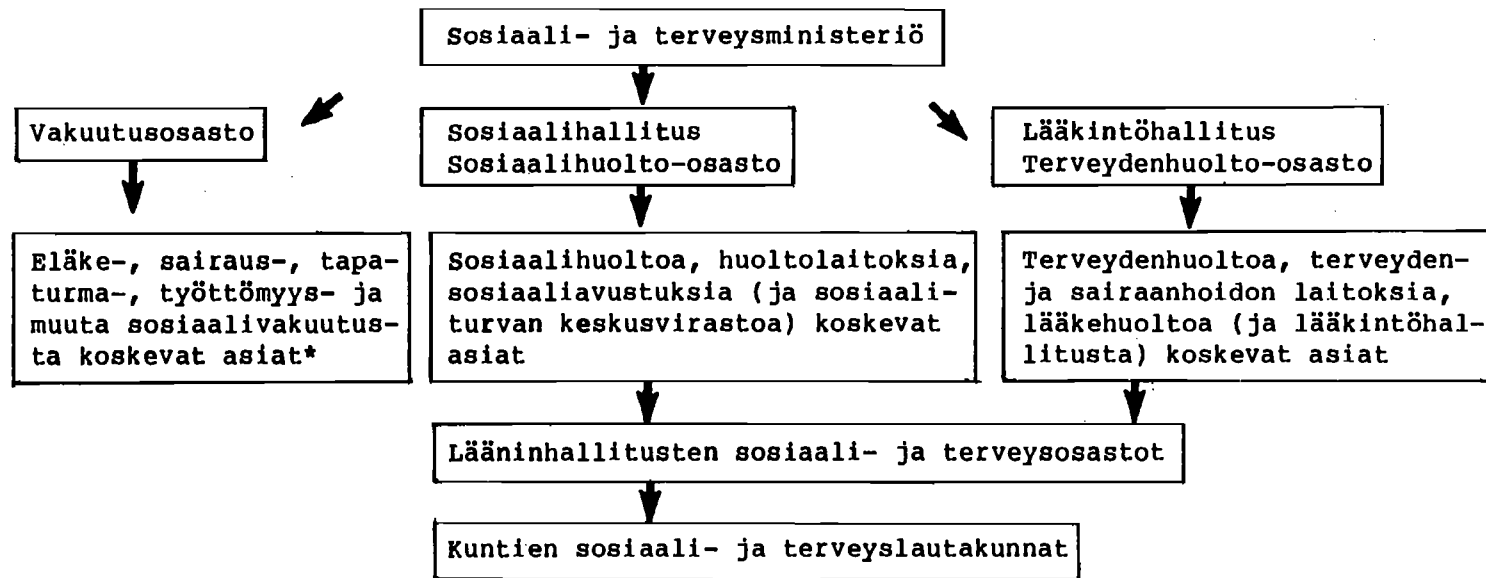 Sosiaali- ja terveysministeriö
Vakuutusosasto
Sosiaalihallitus
Sosiaalihuolto-osasto
Lääkintöhallitus
Terveydenhuolto-osasto
Eläke-, sairaus-, tapa-
turma-, työttömyys- ja
muuta sosiaalivakuutus-
ta koskevat asiat*
Sosiaalihuoltoa, huoltolaitoksia,
sosiaaliavustuksia (ja sosiaali-
turvan keskusvirastoa) koskevat
asiat
Terveydenhuoltoa, terveyden-
ja sairaanhoidon laitoksia,
lääkehuoltoa (ja lääkintöhal-
litusta) koskevat asiat
Lääninhallitusten sosiaali- ja terveysosastot
Kuntien sosiaali- ja terveyslautakunnat